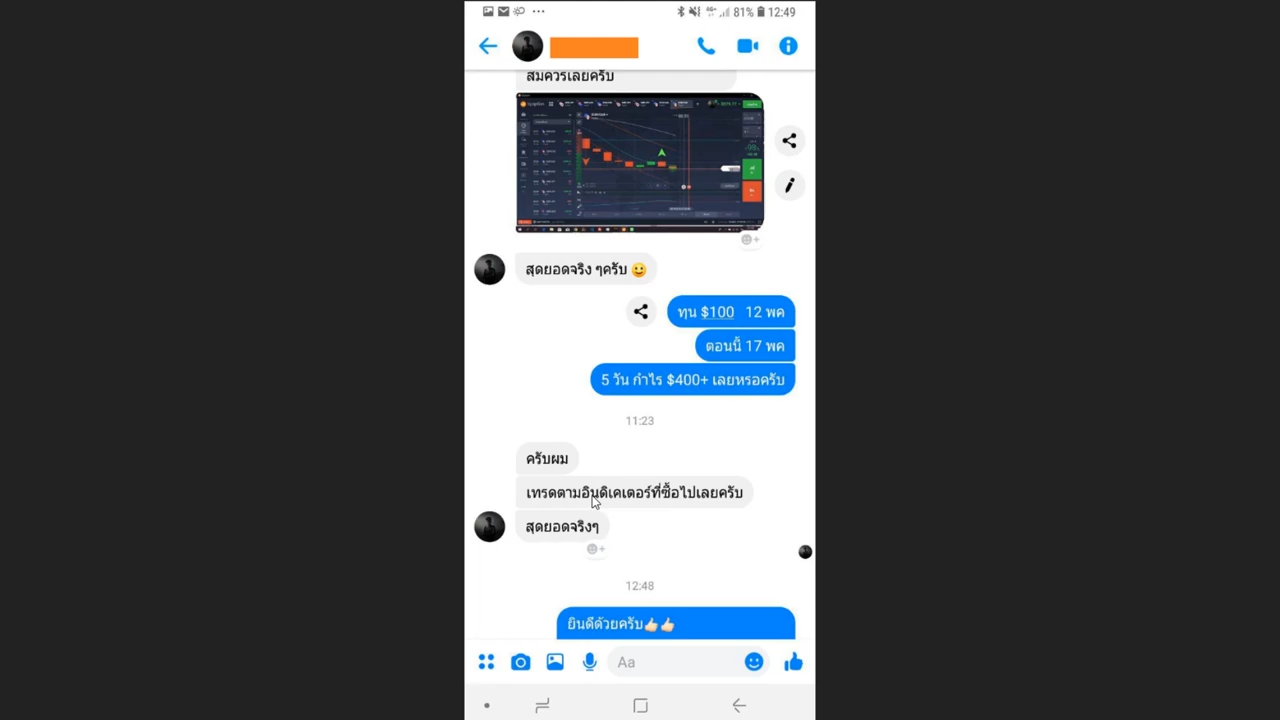 81% 12:49
สมควรเลยครับ
สุดยอดจริง ๆครับ
ทุน $100 12 พค
ตอนนี้ 17 พค
5 วัน กำไร $400+ เลยหรอครับ
11:23
ครับผม
เทรดตามอินดิเคเตอร์ที่ซื้อไปเลยครับ
สุดยอดจริงๆ
12:48
ยินดีด้วยครับ
Aa